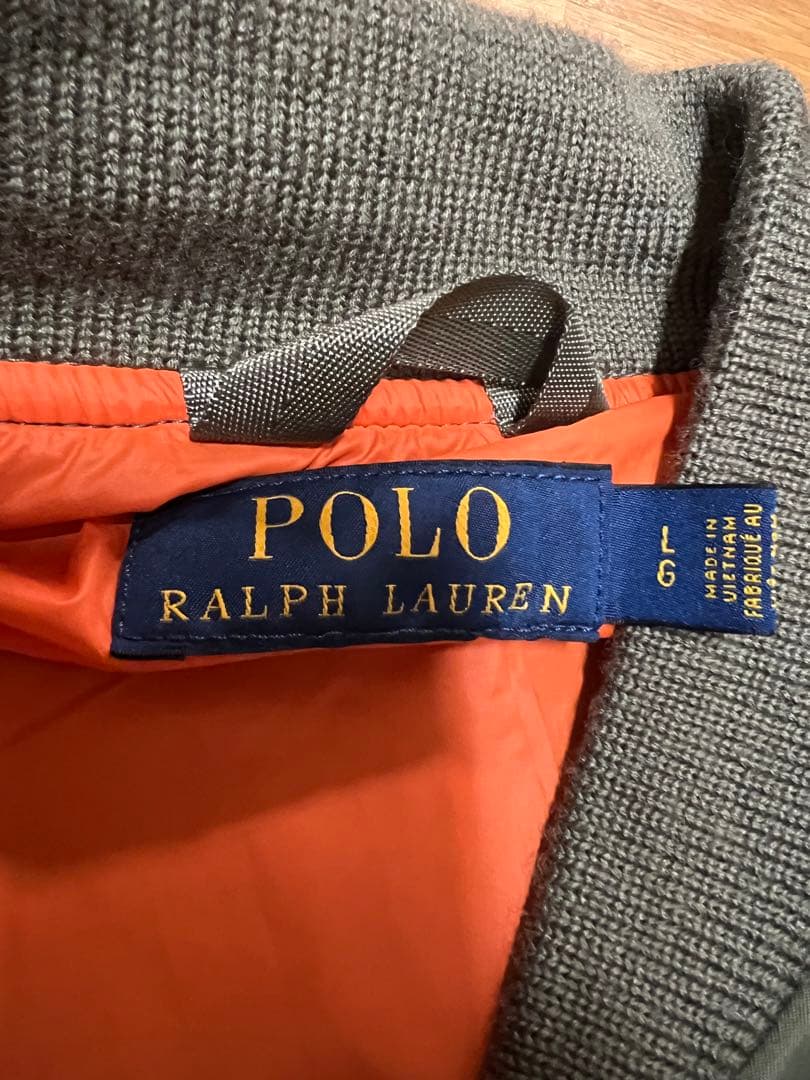 POLO
RALPH LAUREN
L
G
MADE IN
VIETNAM
FABRIQUÉ AU